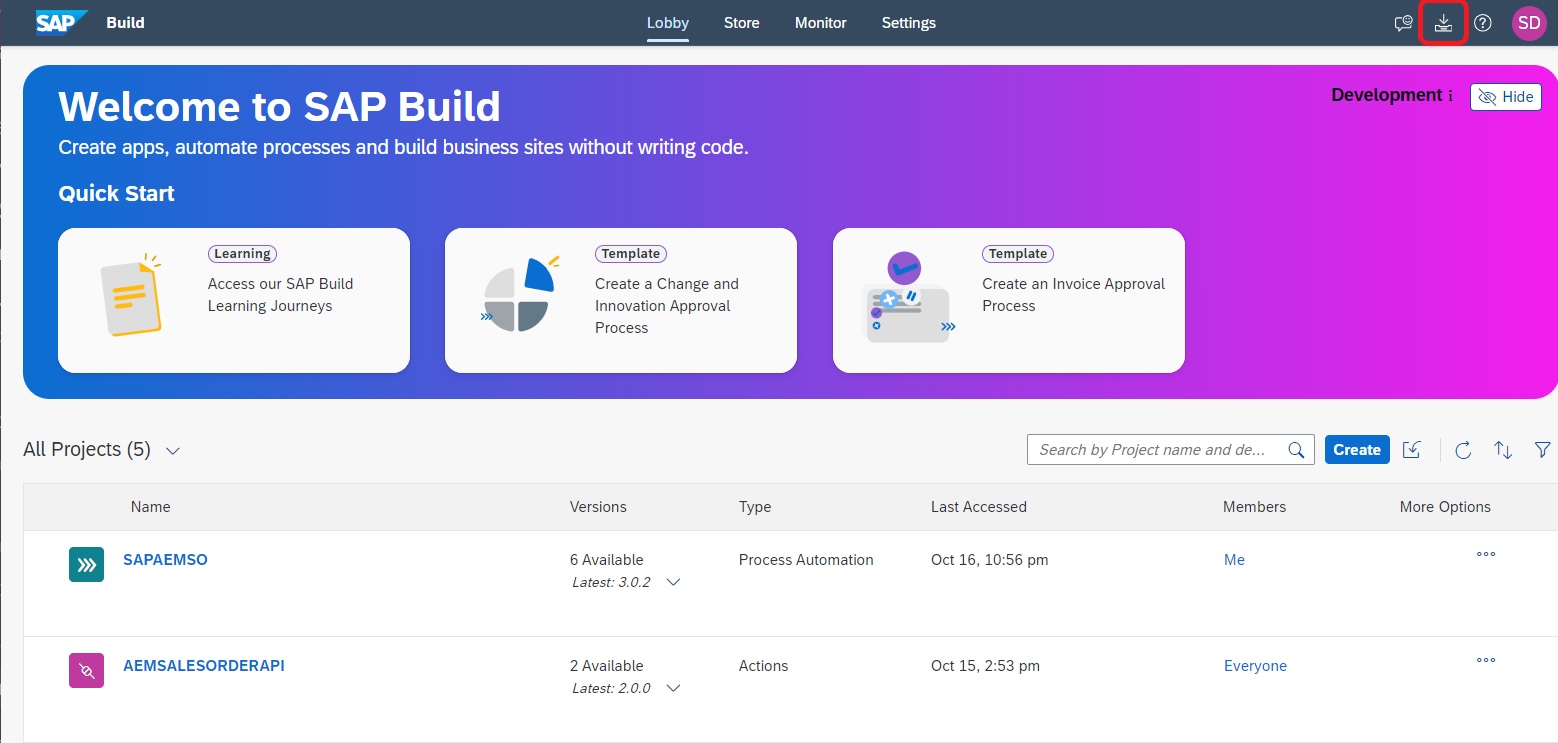 SAP Build Lobby Store Monitor Settings SD
Welcome to SAP Build
Development i Hide
Create apps, automate processes and build business sites without writing code.
Quick Start
Learning
Access our SAP Build
Learning Journeys
Template
Create a Change and
Innovation Approval
Process
Template
Create an Invoice Approval
Process
All Projects (5) Search by Project name and de... Create
Name Versions Type Last Accessed Members More Options
SAPAEMSO 6 Available Process Automation Oct 16, 10:56 pm Me
Latest: 3.0.2
AEMSALESORDERAPI 2 Available Actions Oct 15, 2:53 pm Everyone
Latest: 2.0.0